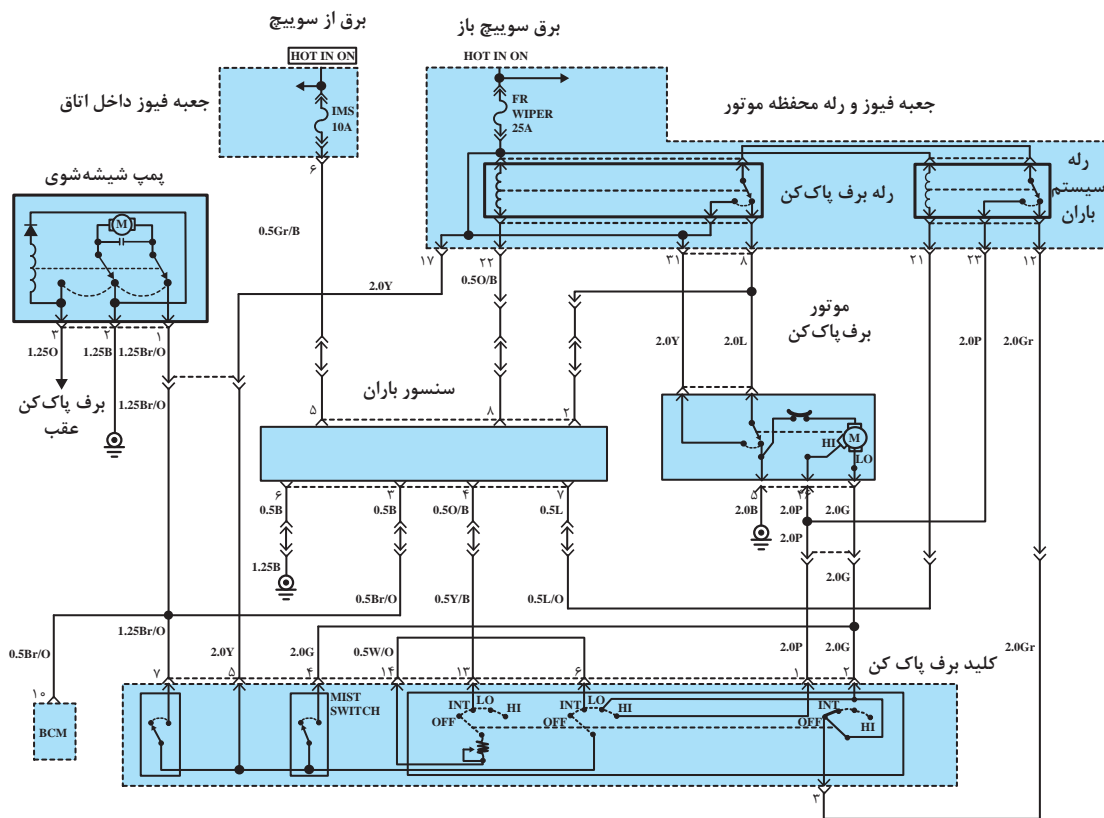 برق از سوییچ
HOT IN ON
برق سوییچ باز
HOT IN ON
جعبه فیوز داخل اتاق
IMS
10A
۶
FR
WIPER
25A
جعبه فیوز و رله محفظه موتور
رله برف پاک‌کن
رله
سیستم
باران
پمپ شیشه‌شوی
M
۳
۲
۱
1.25O
1.25B
1.25Br/O
1.25Br/O
برف پاک‌کن
عقب
0.5Gr/B
۱۷
۲۲
۳۱
۸
۲۱
۲۳
۱۲
2.0Y
0.5O/B
2.0Y
2.0L
2.0P
2.0Gr
موتور
برف‌پاک‌کن
سنسور باران
۵
۸
۲
M
HI
LO
۶
۳
۴
۷
0.5B
0.5B
0.5O/B
0.5L
1.25B
۵
2.0B
2.0P
2.0G
2.0P
2.0G
0.5Br/O
0.5Y/B
0.5L/O
0.5Br/O
1.25Br/O
2.0Y
2.0G
0.5W/O
2.0P
2.0G
2.0Gr
کلید برف پاک کن
۷
۵
۴
۱۴
۱۳
۶
۱
۲
۱۰
BCM
MIST
SWITCH
OFF
INT
LO
HI
OFF
INT
LO
HI
OFF
INT
HI
۳